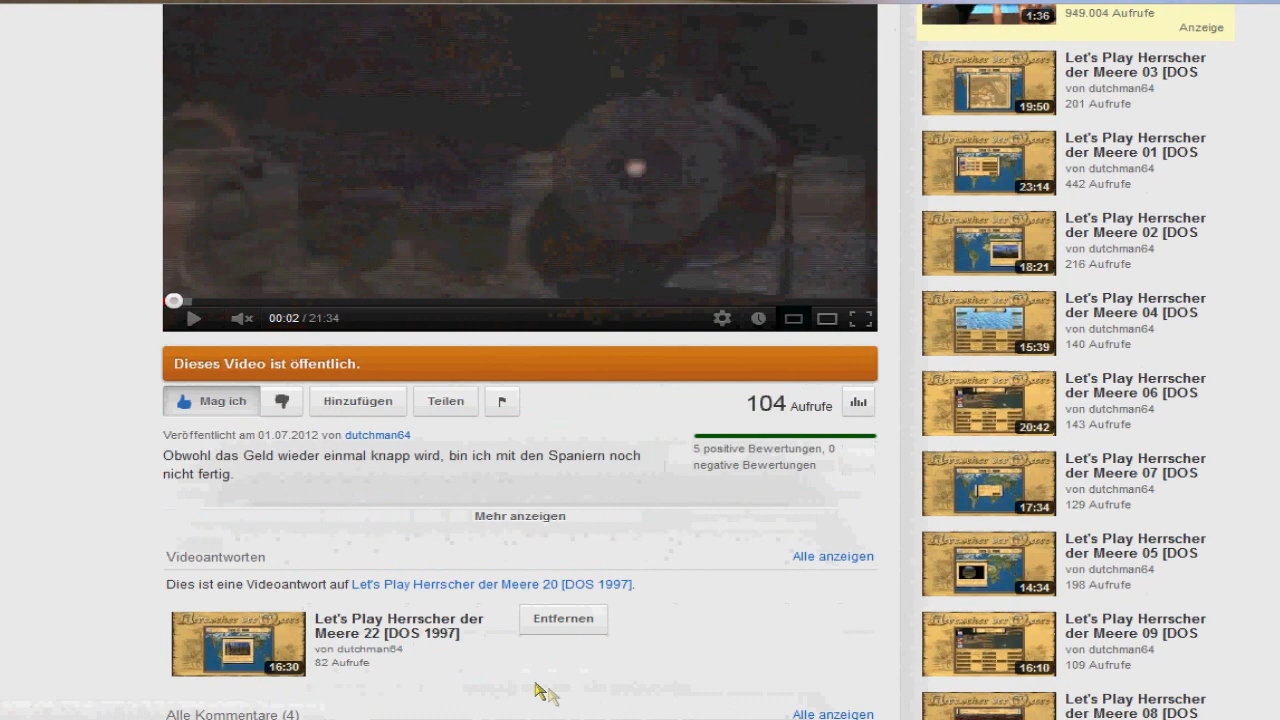 00:02 / 21:34
Dieses Video ist öffentlich.
Mag ich
Hinzufügen
Teilen
104 Aufrufe
Veröffentlicht am 01.07.2012 von dutchman64
Obwohl das Geld wieder einmal knapp wird, bin ich mit den Spaniern noch
nicht fertig.
5 positive Bewertungen, 0
negative Bewertungen
Mehr anzeigen
Videoantworten
Alle anzeigen
Dies ist eine Videoantwort auf Let's Play Herrscher der Meere 20 [DOS 1997].
16:30
Let's Play Herrscher der
Meere 22 [DOS 1997]
von dutchman64
82 Aufrufe
Entfernen
Alle Kommentare (4)
Alle anzeigen
1:36
949.004 Aufrufe
Anzeige
19:50
Let's Play Herrscher
der Meere 03 [DOS
von dutchman64
201 Aufrufe
23:14
Let's Play Herrscher
der Meere 01 [DOS
von dutchman64
442 Aufrufe
18:21
Let's Play Herrscher
der Meere 02 [DOS
von dutchman64
216 Aufrufe
15:39
Let's Play Herrscher
der Meere 04 [DOS
von dutchman64
140 Aufrufe
20:42
Let's Play Herrscher
der Meere 06 [DOS
von dutchman64
143 Aufrufe
17:34
Let's Play Herrscher
der Meere 07 [DOS
von dutchman64
129 Aufrufe
14:34
Let's Play Herrscher
der Meere 05 [DOS
von dutchman64
198 Aufrufe
16:10
Let's Play Herrscher
der Meere 09 [DOS
von dutchman64
109 Aufrufe
Let's Play Herrscher
der Meere 08 [DOS